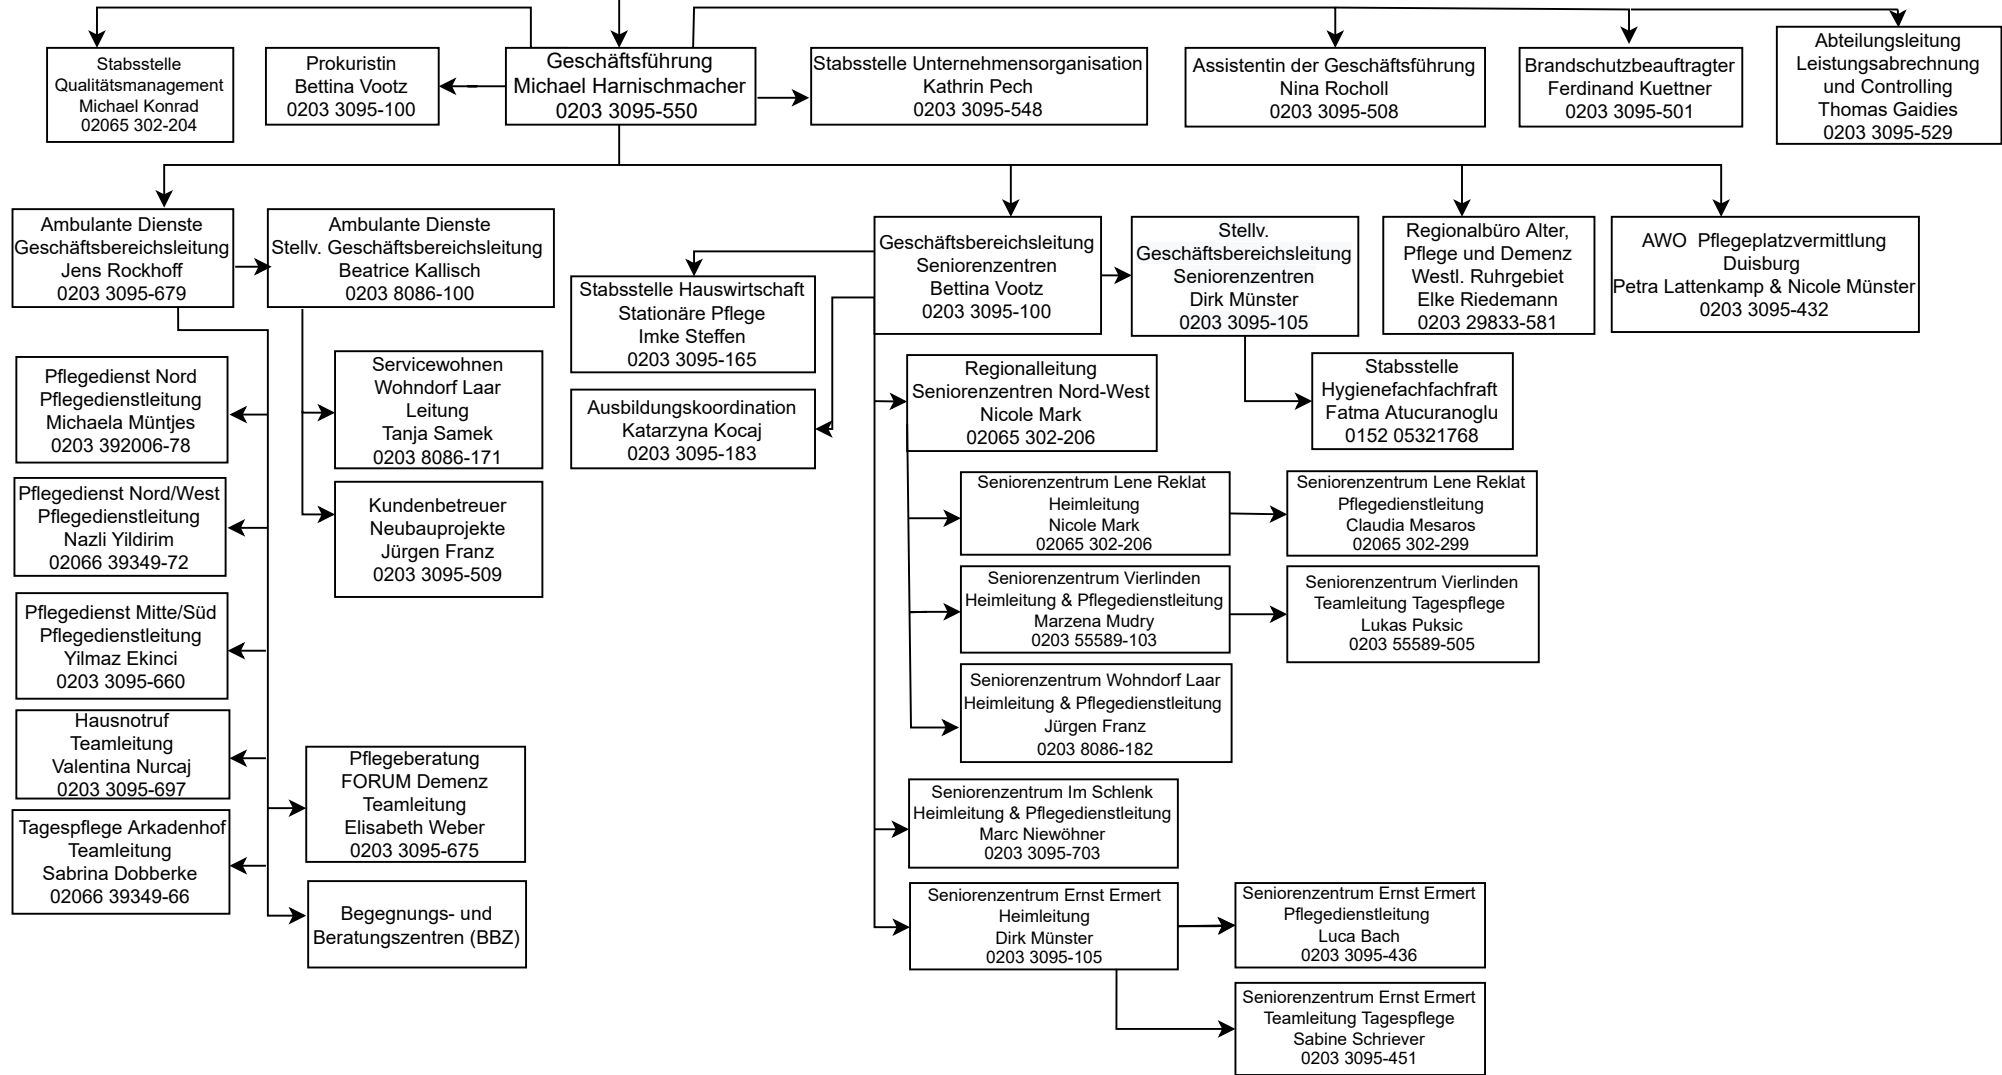 Stabsstelle
Qualitätsmanagement
Michael Konrad
02065 302-204
Prokuristin
Bettina Vootz
0203 3095-100
Geschäftsführung
Michael Harnischmacher
0203 3095-550
Stabsstelle Unternehmensorganisation
Kathrin Pech
0203 3095-548
Assistentin der Geschäftsführung
Nina Rocholl
0203 3095-508
Brandschutzbeauftragter
Ferdinand Kuettner
0203 3095-501
Abteilungsleitung
Leistungsabrechnung
und Controlling
Thomas Gaidies
0203 3095-529
Ambulante Dienste
Geschäftsbereichsleitung
Jens Rockhoff
0203 3095-679
Ambulante Dienste
Stellv. Geschäftsbereichsleitung
Beatrice Kallisch
0203 8086-100
Stabsstelle Hauswirtschaft
Stationäre Pflege
Imke Steffen
0203 3095-165
Geschäftsbereichsleitung
Seniorenzentren
Bettina Vootz
0203 3095-100
Stellv.
Geschäftsbereichsleitung
Seniorenzentren
Dirk Münster
0203 3095-105
Regionalbüro Alter,
Pflege und Demenz
Westl. Ruhrgebiet
Elke Riedemann
0203 29833-581
AWO Pflegeplatzvermittlung
Duisburg
Petra Lattenkamp & Nicole Münster
0203 3095-432
Pflegedienst Nord
Pflegedienstleitung
Michaela Müntjes
0203 392006-78
Servicewohnen
Wohndorf Laar
Leitung
Tanja Samek
0203 8086-171
Ausbildungskoordination
Katarzyna Kocaj
0203 3095-183
Regionalleitung
Seniorenzentren Nord-West
Nicole Mark
02065 302-206
Stabsstelle
Hygienefachfachfraft
Fatma Atucuranoglu
0152 05321768
Pflegedienst Nord/West
Pflegedienstleitung
Nazli Yildirim
02066 39349-72
Kundenbetreuer
Neubauprojekte
Jürgen Franz
0203 3095-509
Seniorenzentrum Lene Reklat
Heimleitung
Nicole Mark
02065 302-206
Seniorenzentrum Lene Reklat
Pflegedienstleitung
Claudia Mesaros
02065 302-299
Pflegedienst Mitte/Süd
Pflegedienstleitung
Yilmaz Ekinci
0203 3095-660
Seniorenzentrum Vierlinden
Heimleitung & Pflegedienstleitung
Marzena Mudry
0203 55589-103
Seniorenzentrum Vierlinden
Teamleitung Tagespflege
Lukas Puksic
0203 55589-505
Hausnotruf
Teamleitung
Valentina Nurcaj
0203 3095-697
Seniorenzentrum Wohndorf Laar
Heimleitung & Pflegedienstleitung
Jürgen Franz
0203 8086-182
Pflegeberatung
FORUM Demenz
Teamleitung
Elisabeth Weber
0203 3095-675
Seniorenzentrum Im Schlenk
Heimleitung & Pflegedienstleitung
Marc Niewöhner
0203 3095-703
Tagespflege Arkadenhof
Teamleitung
Sabrina Dobberke
02066 39349-66
Begegnungs- und
Beratungszentren (BBZ)
Seniorenzentrum Ernst Ermert
Heimleitung
Dirk Münster
0203 3095-105
Seniorenzentrum Ernst Ermert
Pflegedienstleitung
Luca Bach
0203 3095-436
Seniorenzentrum Ernst Ermert
Teamleitung Tagespflege
Sabine Schriever
0203 3095-451